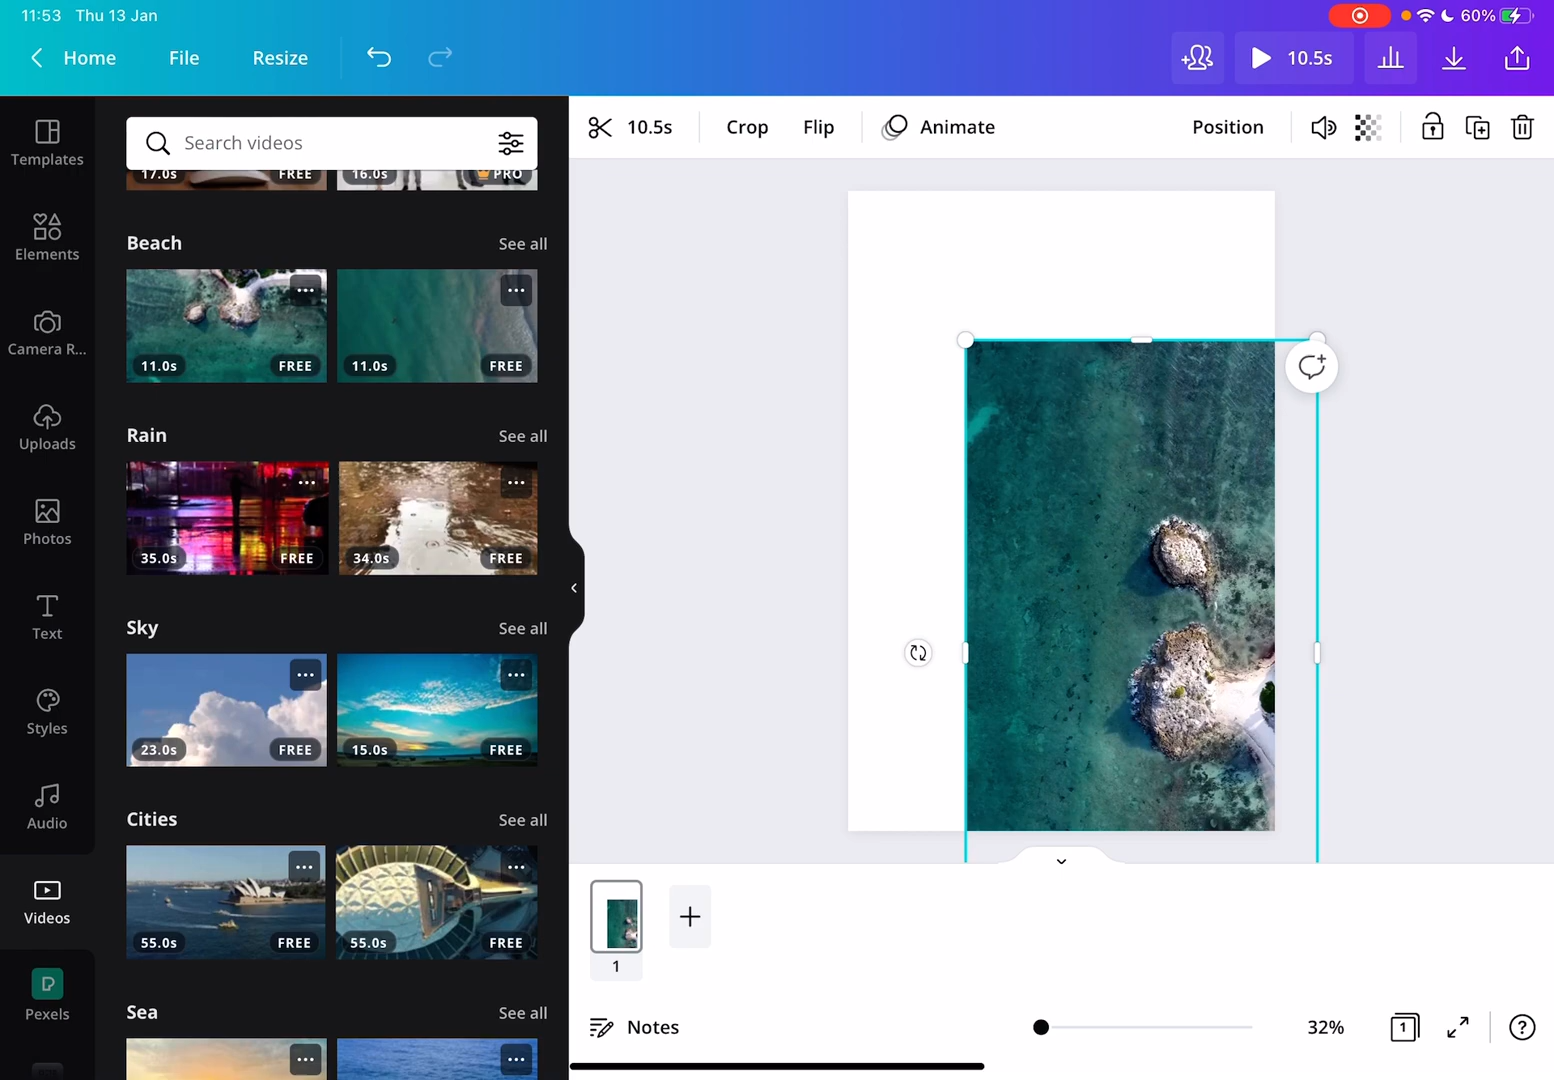 11:53 Thu 13 Jan
60%
Home File Resize 10.5s
Templates
Elements
Camera R...
Uploads
Photos
Text
Styles
Audio
Videos
Pexels
Search videos
17.0s FREE 16.0s PRO
Beach See all
11.0s FREE 11.0s FREE
Rain See all
35.0s FREE 34.0s FREE
Sky See all
23.0s FREE 15.0s FREE
Cities See all
55.0s FREE 55.0s FREE
Sea See all
10.5s Crop Flip Animate Position
1
Notes 32% 1